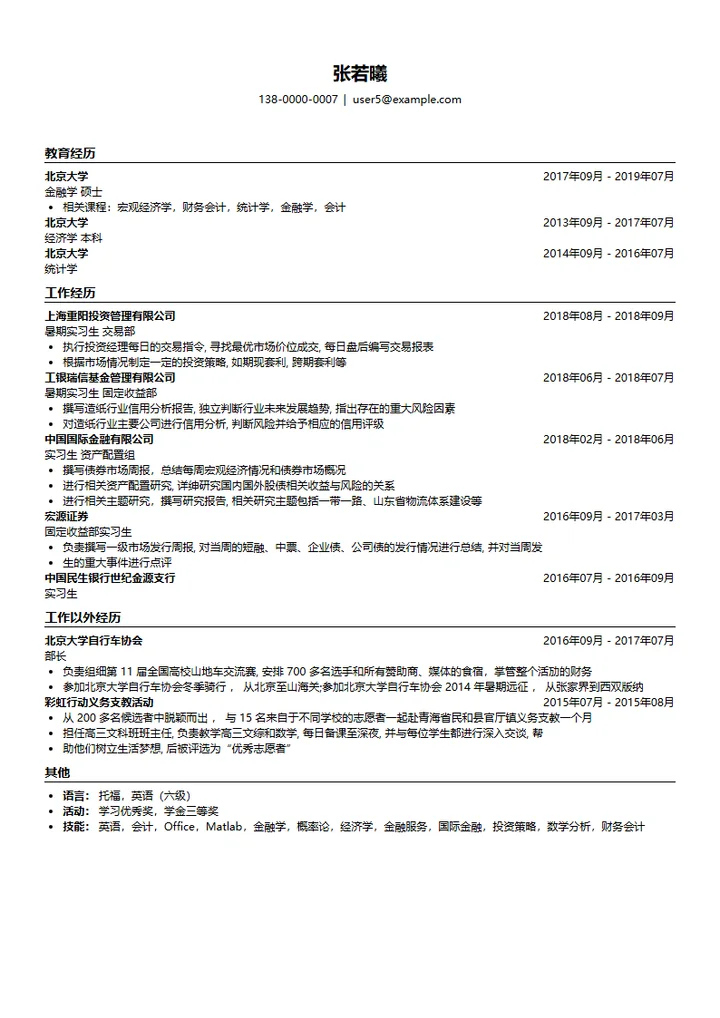 张若曦
138-0000-0007 | user5@example.com
教育经历
北京大学 2017年09月 - 2019年07月
金融学 硕士
• 相关课程：宏观经济学，财务会计，统计学，金融学，会计
北京大学 2013年09月 - 2017年07月
经济学 本科
北京大学 2014年09月 - 2016年07月
统计学
工作经历
上海重阳投资管理有限公司 2018年08月 - 2018年09月
暑期实习生 交易部
• 执行投资经理每日的交易指令, 寻找最优市场价位成交, 每日盘后编写交易报表
• 根据市场情况制定一定的投资策略, 如期现套利, 跨期套利等
工银瑞信基金管理有限公司 2018年06月 - 2018年07月
暑期实习生 固定收益部
• 撰写造纸行业信用分析报告, 独立判断行业未来发展趋势, 指出存在的重大风险因素
• 对造纸行业主要公司进行信用分析, 判断风险并给予相应的信用评级
中国国际金融有限公司 2018年02月 - 2018年06月
实习生 资产配置组
• 撰写债券市场周报，总结每周宏观经济情况和债券市场概况
• 进行相关资产配置研究, 详绅研究国内国外股债相关收益与风险的关系
• 进行相关主题研究，撰写研究报告, 相关研究主题包括一带一路、山东省物流体系建设等
宏源证券 2016年09月 - 2017年03月
固定收益部实习生
• 负责撰写一级市场发行周报, 对当周的短融、中票、企业债、公司债的发行情况进行总结, 并对当周发
• 生的重大事件进行点评
中国民生银行世纪金源支行 2016年07月 - 2016年09月
实习生
工作以外经历
北京大学自行车协会 2016年09月 - 2017年07月
部长
• 负责组细第 11 届全国高校山地车交流赛, 安排 700 多名选手和所有赞助商、媒体的食宿，掌管整个活劢的财务
• 参加北京大学自行车协会冬季骑行 ， 从北京至山海关;参加北京大学自行车协会 2014 年暑期远征 ， 从张家界到西双版纳
彩虹行动义务支教活动 2015年07月 - 2015年08月
• 从 200 多名候选者中脱颖而出 ， 与 15 名来自于不同学校的志愿者一起赴青海省民和县官厅镇义务支教一个月
• 担任高三文科班班主任, 负责教学高三文综和数学, 每日备课至深夜, 并与每位学生都进行深入交谈, 帮
• 助他们树立生活梦想, 后被评选为“优秀志愿者”
其他
• 语言： 托福，英语（六级）
• 活动： 学习优秀奖，学金三等奖
• 技能： 英语，会计，Office，Matlab，金融学，概率论，经济学，金融服务，国际金融，投资策略，数学分析，财务会计